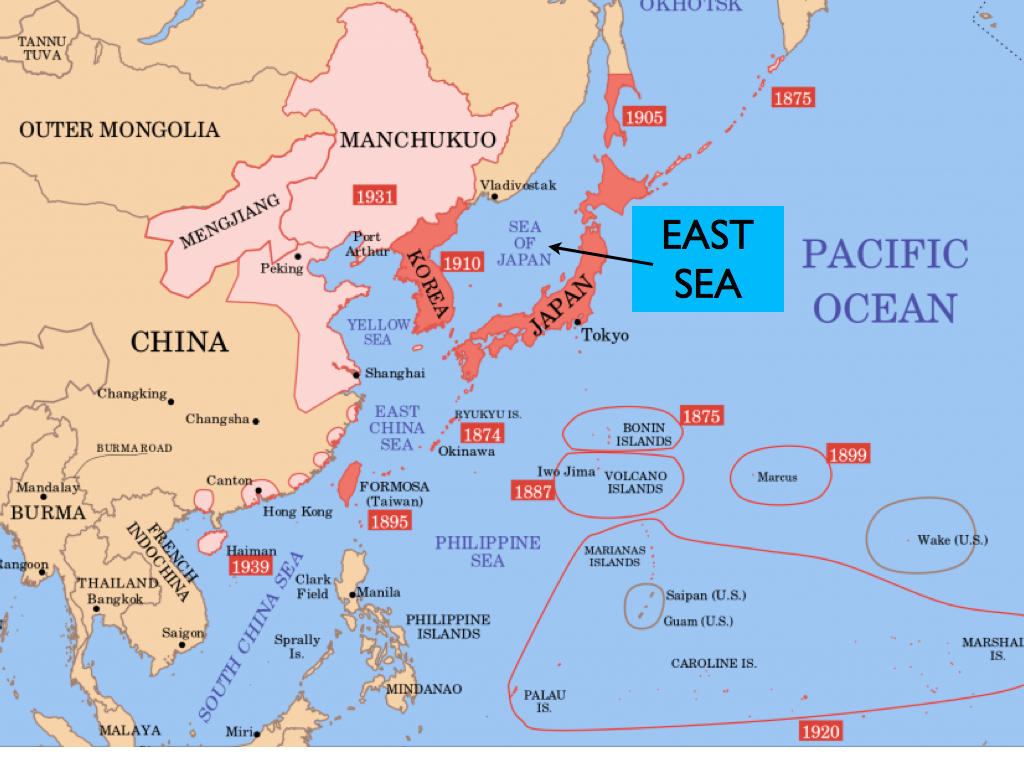 OKHOTSK
TANNU
TUVA
1875
OUTER MONGOLIA
1905
MANCHUKUO
Vladivostak
1931
MENGJIANG
SEA
OF
JAPAN
EAST
SEA
PACIFIC
OCEAN
Port
Arthur
Peking
KOREA
1910
JAPAN
YELLOW
SEA
Tokyo
CHINA
Shanghai
Changking
Changsha
EAST
CHINA
SEA
RYUKYU IS.
1874
Okinawa
1875
BONIN
ISLANDS
BURMA ROAD
1899
Marcus
Iwo Jima
1887
VOLCANO
ISLANDS
Mandalay
BURMA
Canton
Hong Kong
FORMOSA
(Taiwan)
1895
FRENCH
INDOCHINA
Haiman
1939
PHILIPPINE
SEA
MARIANAS
ISLANDS
Wake (U.S.)
Rangoon
THAILAND
Bangkok
Clark
Field
Manila
Saipan (U.S.)
Guam (U.S.)
SOUTH CHINA SEA
Saigon
Sprally
Is.
PHILIPPINE
ISLANDS
CAROLINE IS.
MARSHAL
IS.
MINDANAO
PALAU
IS.
MALAYA
Miri
1920